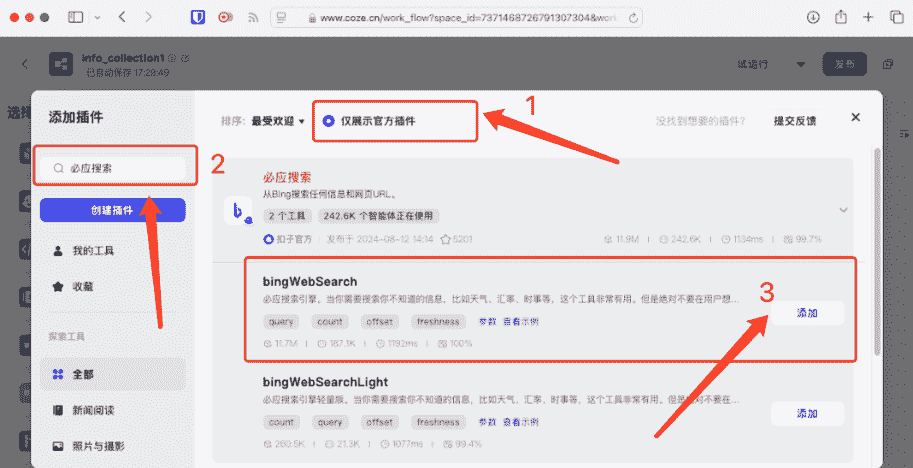 www.coze.cn/work_flow?space_id=7371468726791307304&work
info_collection1
已自动保存 17:29:49
试运行
发布
选择
添加插件
排序: 最受欢迎
仅展示官方插件
1
没找到想要的插件?
提交反馈
必应搜索
2
创建插件
我的工具
收藏
探索工具
全部
新闻阅读
照片与摄影
必应搜索
从Bing搜索任何信息和网页URL。
2 个工具
242.6K 个智能体正在使用
扣子官方
发布于 2024-08-12 14:14
5201
11.9M
242.6K
1134ms
99.7%
bingWebSearch
必应搜索引擎。当你需要搜索你不知道的信息，比如天气、汇率、时事等，这个工具非常有用。但是绝对不要在用户想...
query count offset freshness 参数 查看示例
11.7M
187.1K
1192ms
100%
3
添加
bingWebSearchLight
必应搜索引擎轻量版。当你需要搜索你不知道的信息，比如天气、汇率、时事等，这个工具非常有用。但是绝对不要在...
count query offset freshness 参数 查看示例
260.5K
21.3K
1077ms
99.4%
添加